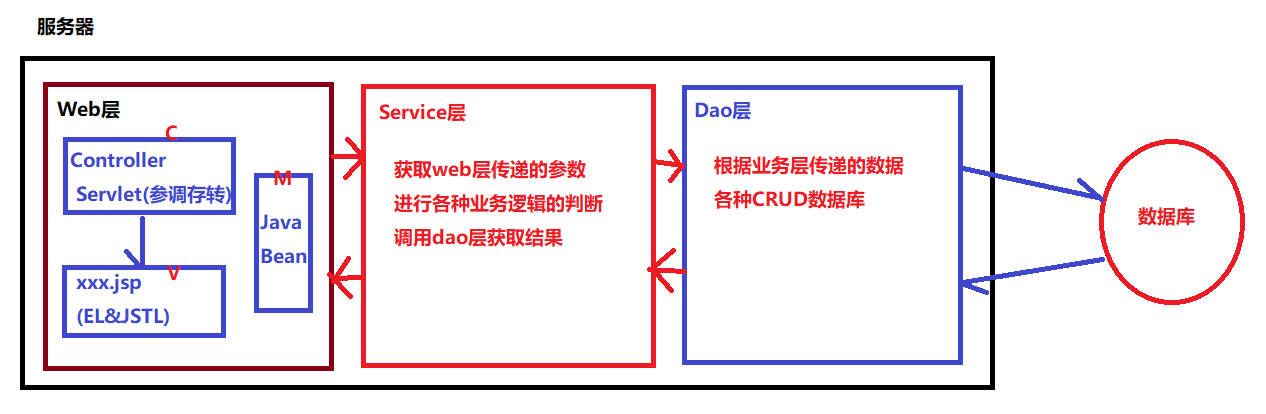 服务器
Web层
C
Controller
Servlet(参调存转)
M
Java
Bean
V
xxx.jsp
(EL&JSTL)
Service层
获取web层传递的参数
进行各种业务逻辑的判断
调用dao层获取结果
Dao层
根据业务层传递的数据
各种CRUD数据库
数据库